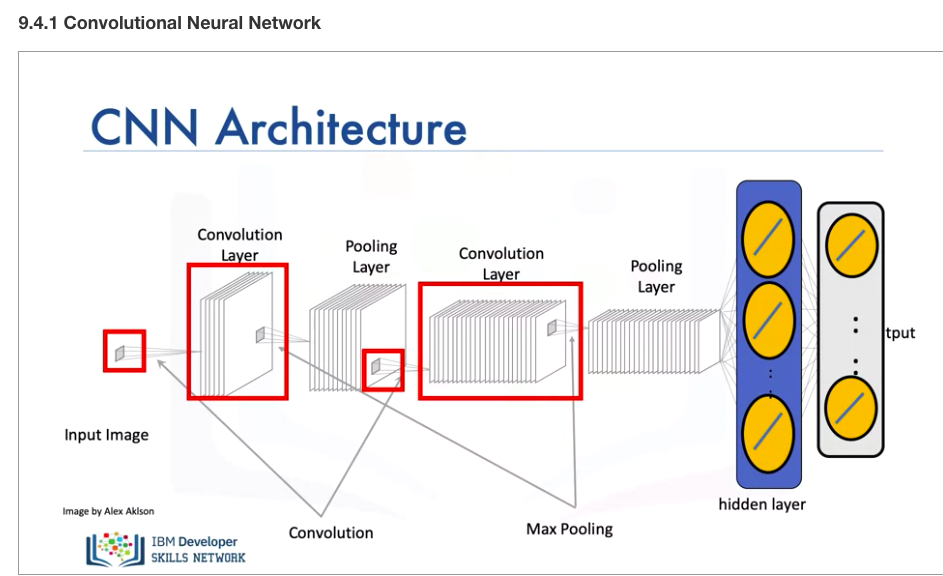 9.4.1 Convolutional Neural Network
CNN Architecture
Convolution
Layer
Pooling
Layer
Convolution
Layer
Pooling
Layer
tput
Input Image
hidden layer
Image by Alex Aklson
Convolution
Max Pooling
IBM Developer
SKILLS NETWORK